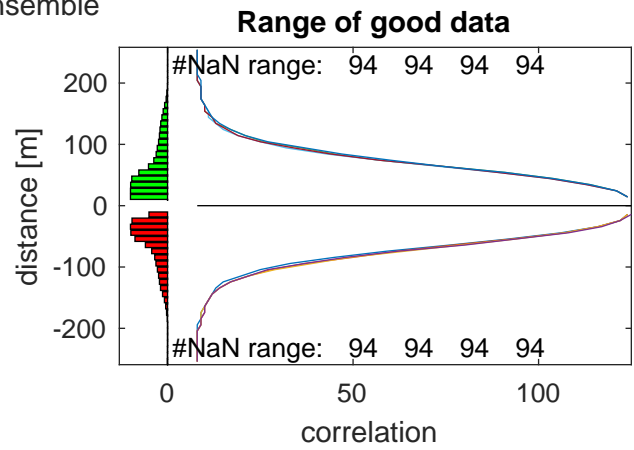 Range of good data
#NaN range: 94 94 94 94
200
100
0
-100
-200
distance [m]
#NaN range: 94 94 94 94
0 50 100
correlation